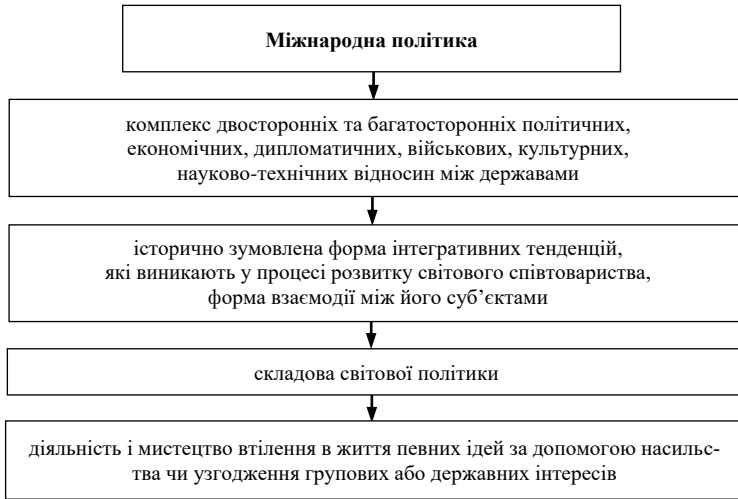 Міжнародна політика
комплекс двосторонніх та багатосторонніх політичних,
економічних, дипломатичних, військових, культурних,
науково-технічних відносин між державами
історично зумовлена форма інтегративних тенденцій,
які виникають у процесі розвитку світового співтовариства,
форма взаємодії між його суб’єктами
складова світової політики
діяльність і мистецтво втілення в життя певних ідей за допомогою насильс-
тва чи узгодження групових або державних інтересів